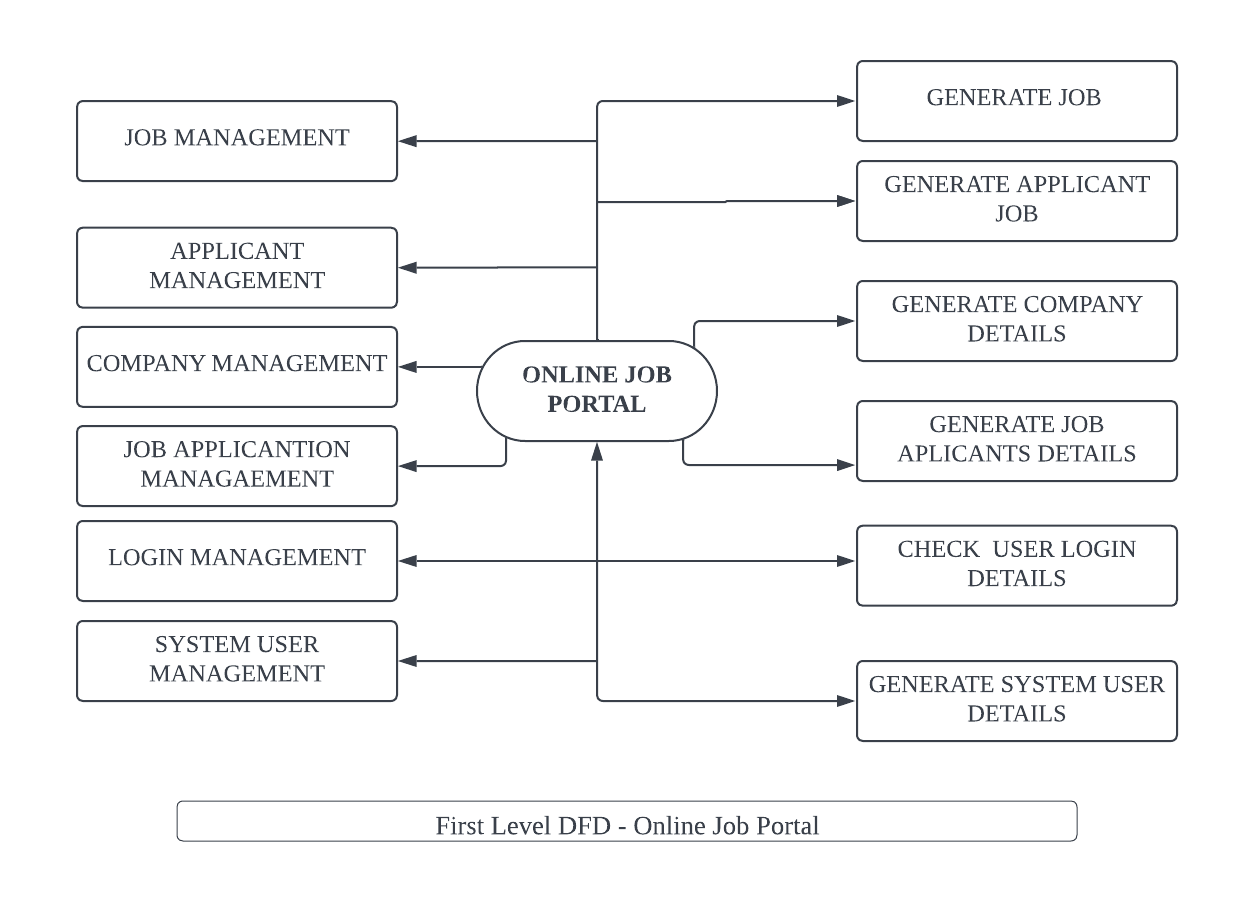 JOB MANAGEMENT
APPLICANT
MANAGEMENT
COMPANY MANAGEMENT
JOB APPLICANTION
MANAGAEMENT
LOGIN MANAGEMENT
SYSTEM USER
MANAGEMENT
ONLINE JOB
PORTAL
GENERATE JOB
GENERATE APPLICANT
JOB
GENERATE COMPANY
DETAILS
GENERATE JOB
APLICANTS DETAILS
CHECK  USER LOGIN
DETAILS
GENERATE SYSTEM USER
DETAILS
First Level DFD - Online Job Portal